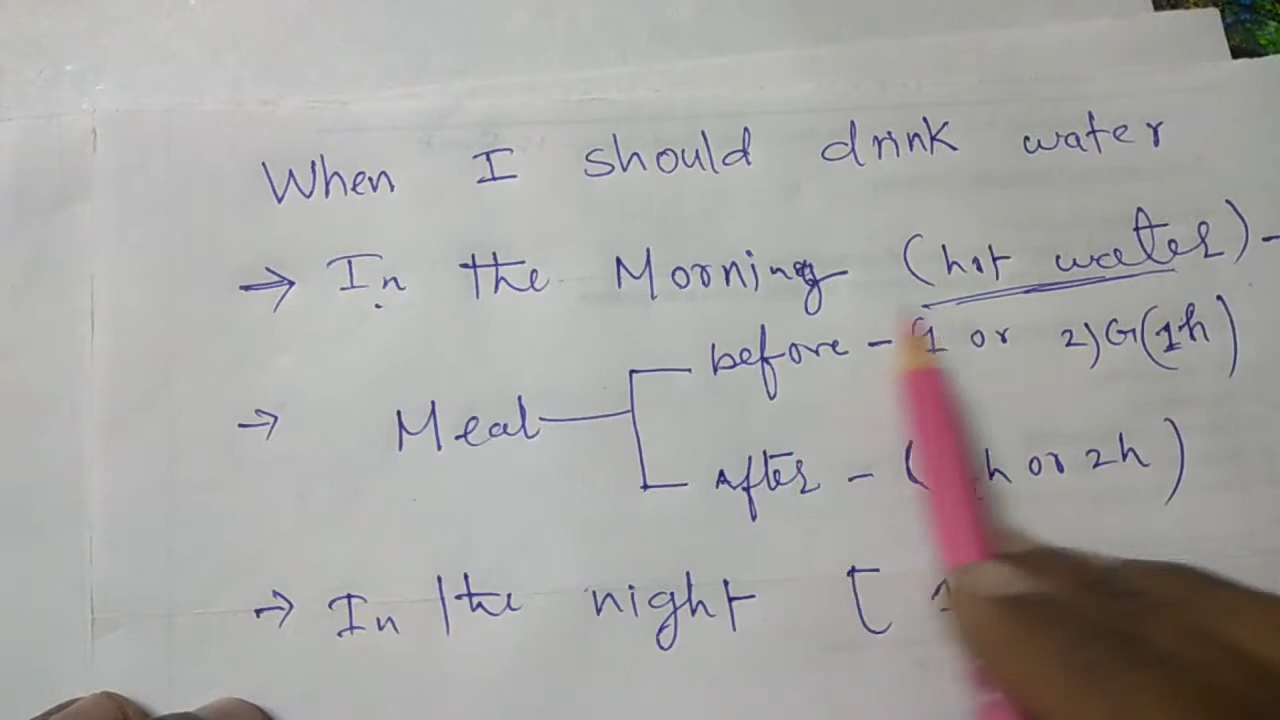 When I should drink water
→ In the Morning (hot water) -
before - 1 or 2) G (1h)
→ Meal
After - ( h or 2h )
→ In the night [